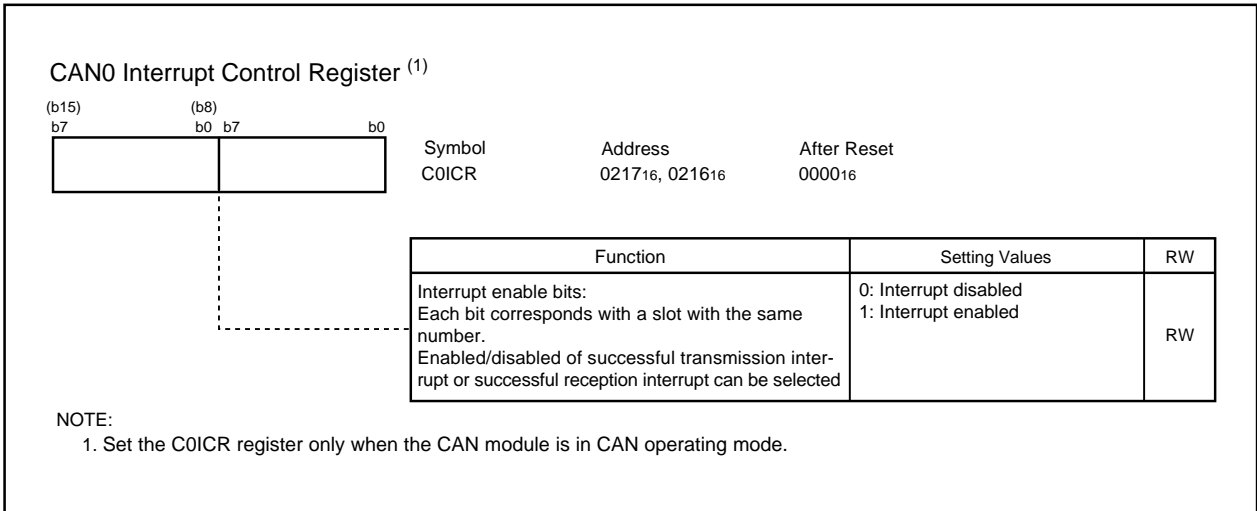 CAN0 Interrupt Control Register (1)
(b15) (b8)
b7 b0 b7 b0
Symbol Address After Reset
C0ICR 021716, 021616 000016
Function Setting Values RW
Interrupt enable bits: 0: Interrupt disabled
Each bit corresponds with a slot with the same 1: Interrupt enabled
number.
RW
Enabled/disabled of successful transmission inter-
rupt or successful reception interrupt can be selected
NOTE:
1. Set the C0ICR register only when the CAN module is in CAN operating mode.